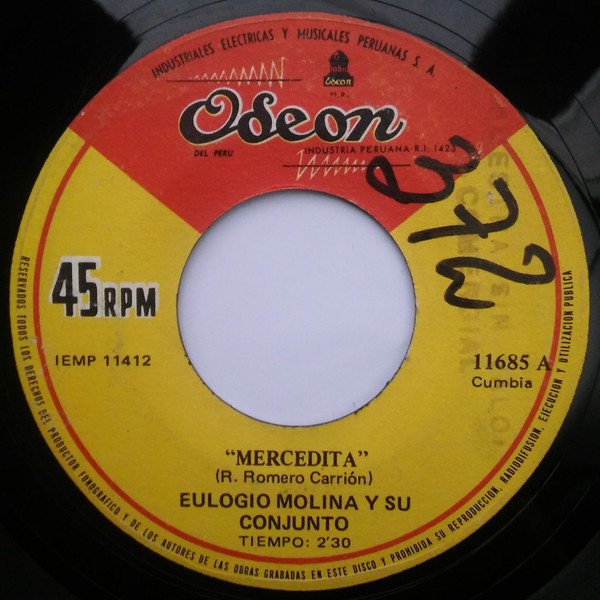 INDUSTRIALES ELECTRICAS Y MUSICALES PERUANAS S. A.
Odeon
Odeon
DEL PERU
INDUSTRIA PERUANA-R.I. 1423
45 RPM
IEMP 11412
11685 A
Cumbia
"MERCEDITA"
(R. Romero Carrión)
EULOGIO MOLINA Y SU
CONJUNTO
TIEMPO: 2'30
RESERVADOS TODOS LOS DERECHOS DEL PRODUCTOR FONOGRAFICO Y DE LOS AUTORES DE LAS OBRAS GRABADAS EN ESTE DISCO Y PROHIBIDA SU REPRODUCCION, RADIODIFUSION, EJECUCION Y UTILIZACION PUBLICA